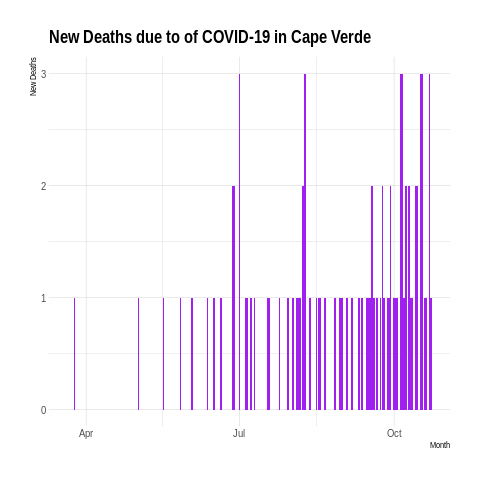 New Deaths due to of COVID-19 in Cape Verde
New Deaths
3
2
1
0
Apr
Jul
Oct
Month